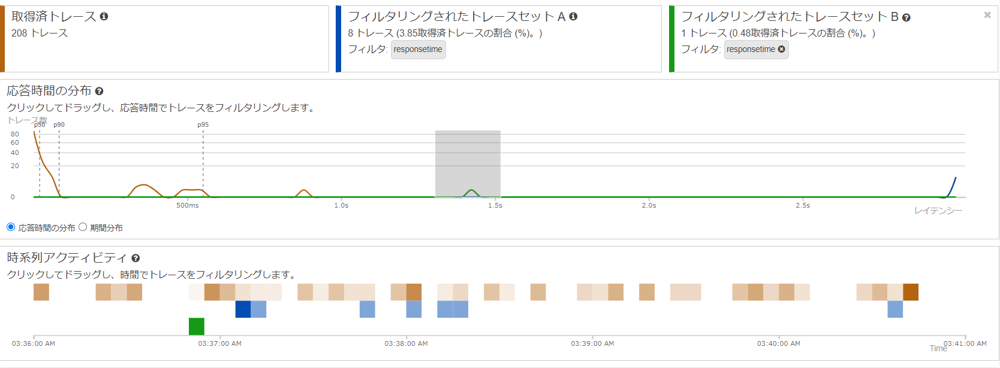 取得済トレース
208 トレース
フィルタリングされたトレースセット A
8 トレース (3.85取得済トレースの割合 (%)。)
フィルタ: responsetime
フィルタリングされたトレースセット B
1 トレース (0.48取得済トレースの割合 (%)。)
フィルタ: responsetime
応答時間の分布
クリックしてドラッグし、応答時間でトレースをフィルタリングします。
トレース数
p50 p90 p95
80
60
40
20
0
500ms 1.0s 1.5s 2.0s 2.5s
レイテンシー
応答時間の分布 期間分布
時系列アクティビティ
クリックしてドラッグし、時間でトレースをフィルタリングします。
03:36:00 AM 03:37:00 AM 03:38:00 AM 03:39:00 AM 03:40:00 AM 03:41:00 AM
Time